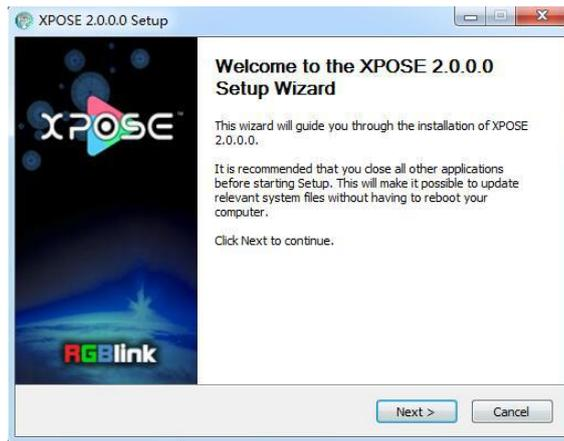 XPOSE 2.0.0.0 Setup
XPOSE™
RGBlink
Welcome to the XPOSE 2.0.0.0
Setup Wizard
This wizard will guide you through the installation of XPOSE
2.0.0.0.
It is recommended that you close all other applications
before starting Setup. This will make it possible to update
relevant system files without having to reboot your
computer.
Click Next to continue.
Next >
Cancel